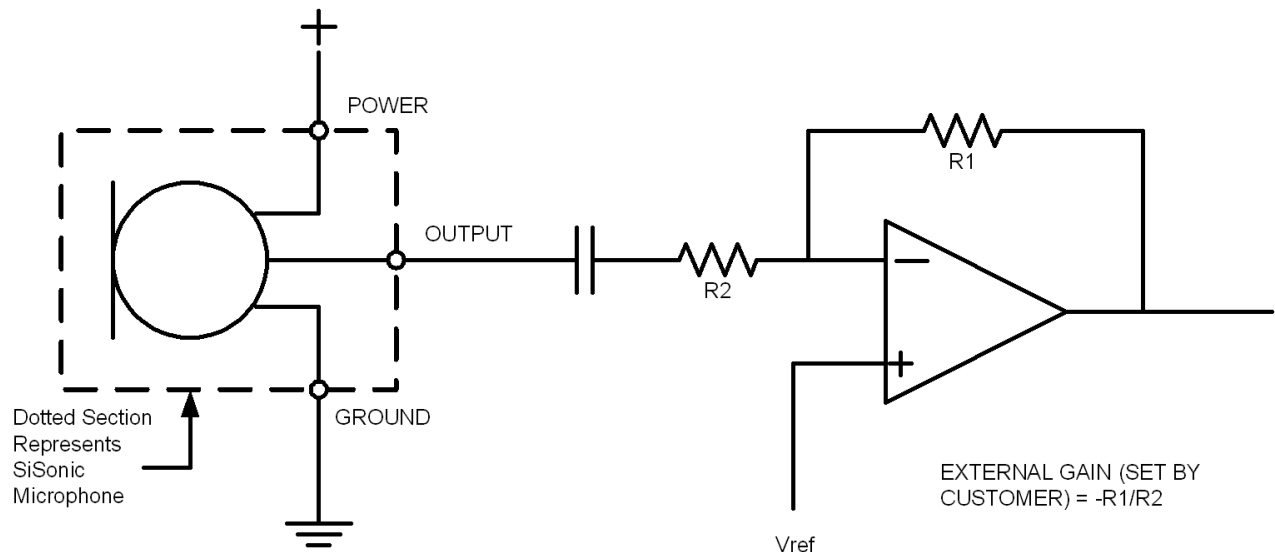 POWER
R1
OUTPUT
R2
GROUND
Dotted Section
Represents
SiSonic
Microphone
EXTERNAL GAIN (SET BY
CUSTOMER) = -R1/R2
Vref